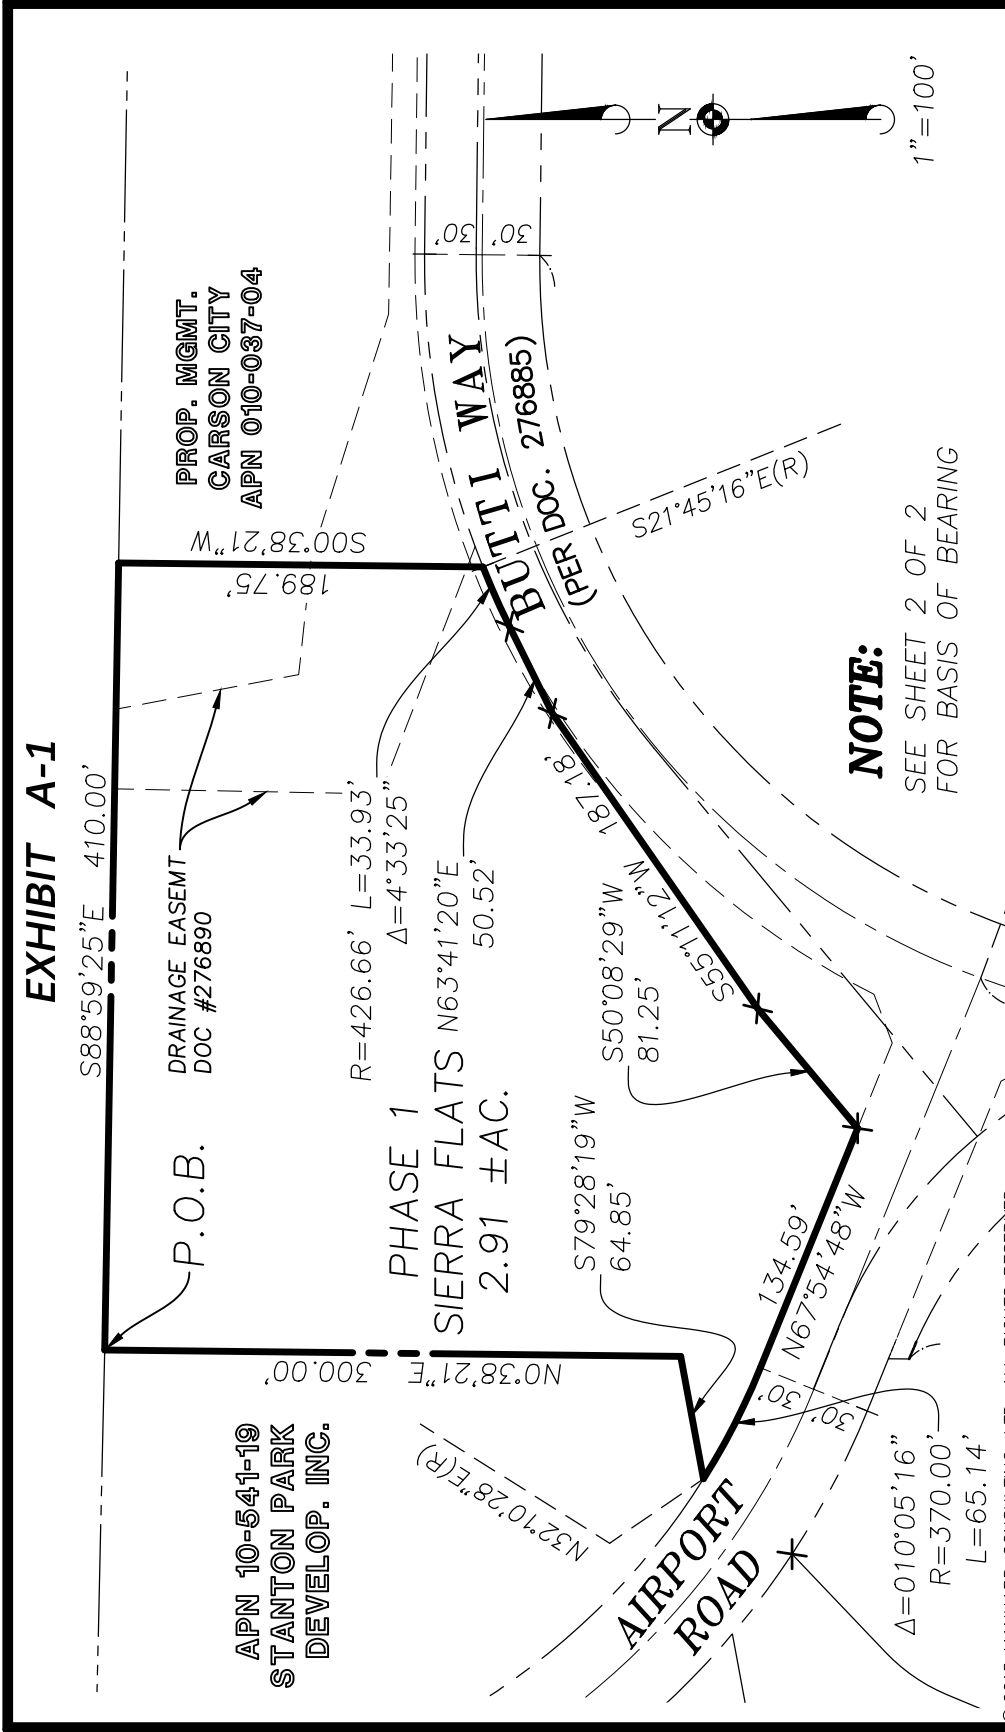 EXHIBIT A-1
S88°59'25"E 410.00'
P.O.B.
DRAINAGE EASEMT
DOC #276890
PROP. MGMT.
CARSON CITY
APN 010-037-04
S00°38'21"W
189.75'
APN 10-541-19
STANTON PARK
DEVELOP. INC.
N0°38'21"E 300.00'
PHASE 1
SIERRA FLATS
2.91 ±AC.
R=426.66' L=33.93'
Δ=4°33'25"
N63°41'20"E
50.52'
187.18'
S55°11'12"W
S50°08'29"W
81.25'
S79°28'19"W
64.85'
134.59'
N67°54'48"W
N32°10'28"E(R)
S21°45'16"E(R)
BUTTI WAY
(PER DOC. 276885)
30'
30'
N
1"=100'
30'
30'
AIRPORT
ROAD
Δ=010°05'16"
R=370.00'
L=65.14'
NOTE:
SEE SHEET 2 OF 2
FOR BASIS OF BEARING